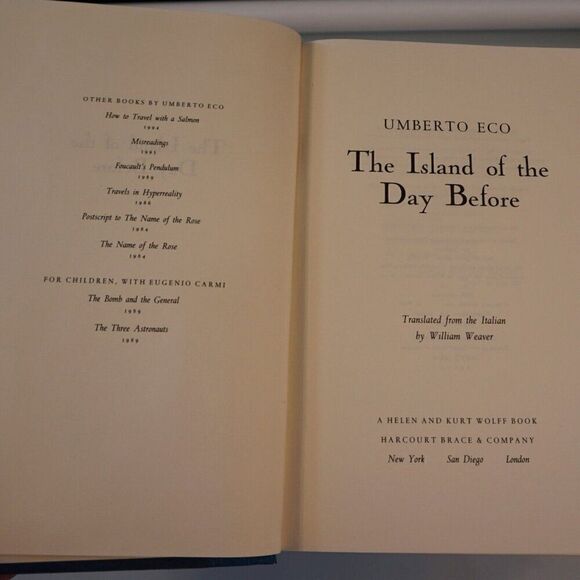 OTHER BOOKS BY UMBERTO ECO
How to Travel with a Salmon
1994
Misreadings
1993
Foucault's Pendulum
1989
Travels in Hyperreality
1986
Postscript to The Name of the Rose
1984
The Name of the Rose
1984
FOR CHILDREN, WITH EUGENIO CARMI
The Bomb and the General
1989
The Three Astronauts
1989
UMBERTO ECO
The Island of the
Day Before
Translated from the Italian
by William Weaver
A HELEN AND KURT WOLFF BOOK
HARCOURT BRACE & COMPANY
New York San Diego London